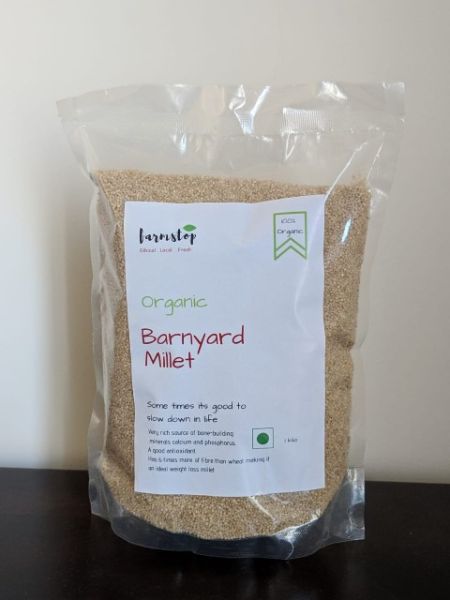 farmstop
Ethical Local Fresh
100%
Organic
Organic
Barnyard
Millet
Some times its good to
slow down in life
Very rich source of bone-building
minerals calcium and phosphorus.
A good antioxidant.
Has 6 times more of fibre than wheat making it
an ideal weight loss millet
1 kilo